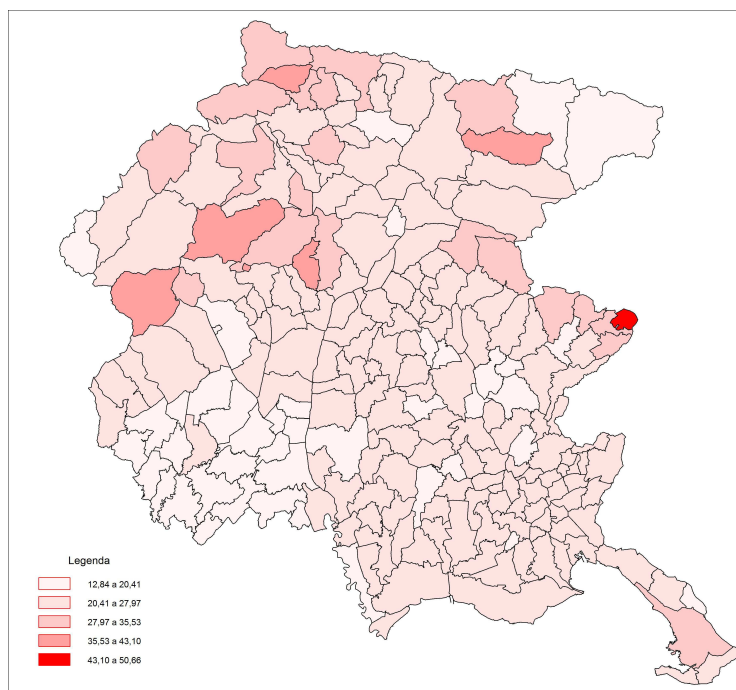 Legenda
12,84 a 20,41
20,41 a 27,97
27,97 a 35,53
35,53 a 43,10
43,10 a 50,66